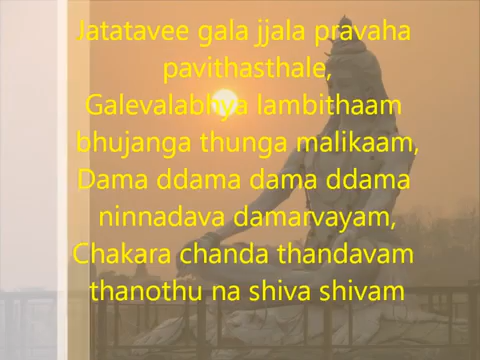 Jatatavee gala jjala pravaha
pavithasthale,
Galevalabhya lambithaam
bhujanga thunga malikaam,
Dama ddama dama ddama
ninnadava damarvayam,
Chakara chanda thandavam
thanothu na shiva shivam